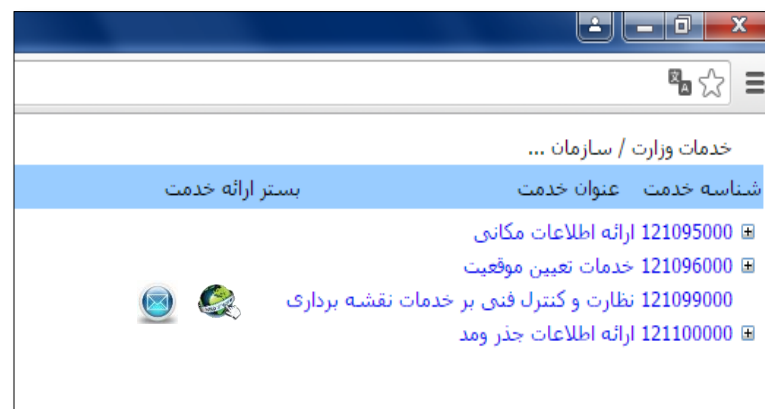 خدمات وزارت / سازمان ...
شناسه خدمت عنوان خدمت بستر ارائه خدمت
121095000 ارائه اطلاعات مکانی
121096000 خدمات تعیین موقعیت
121099000 نظارت و کنترل فنی بر خدمات نقشه برداری
121100000 ارائه اطلاعات جذر ومد